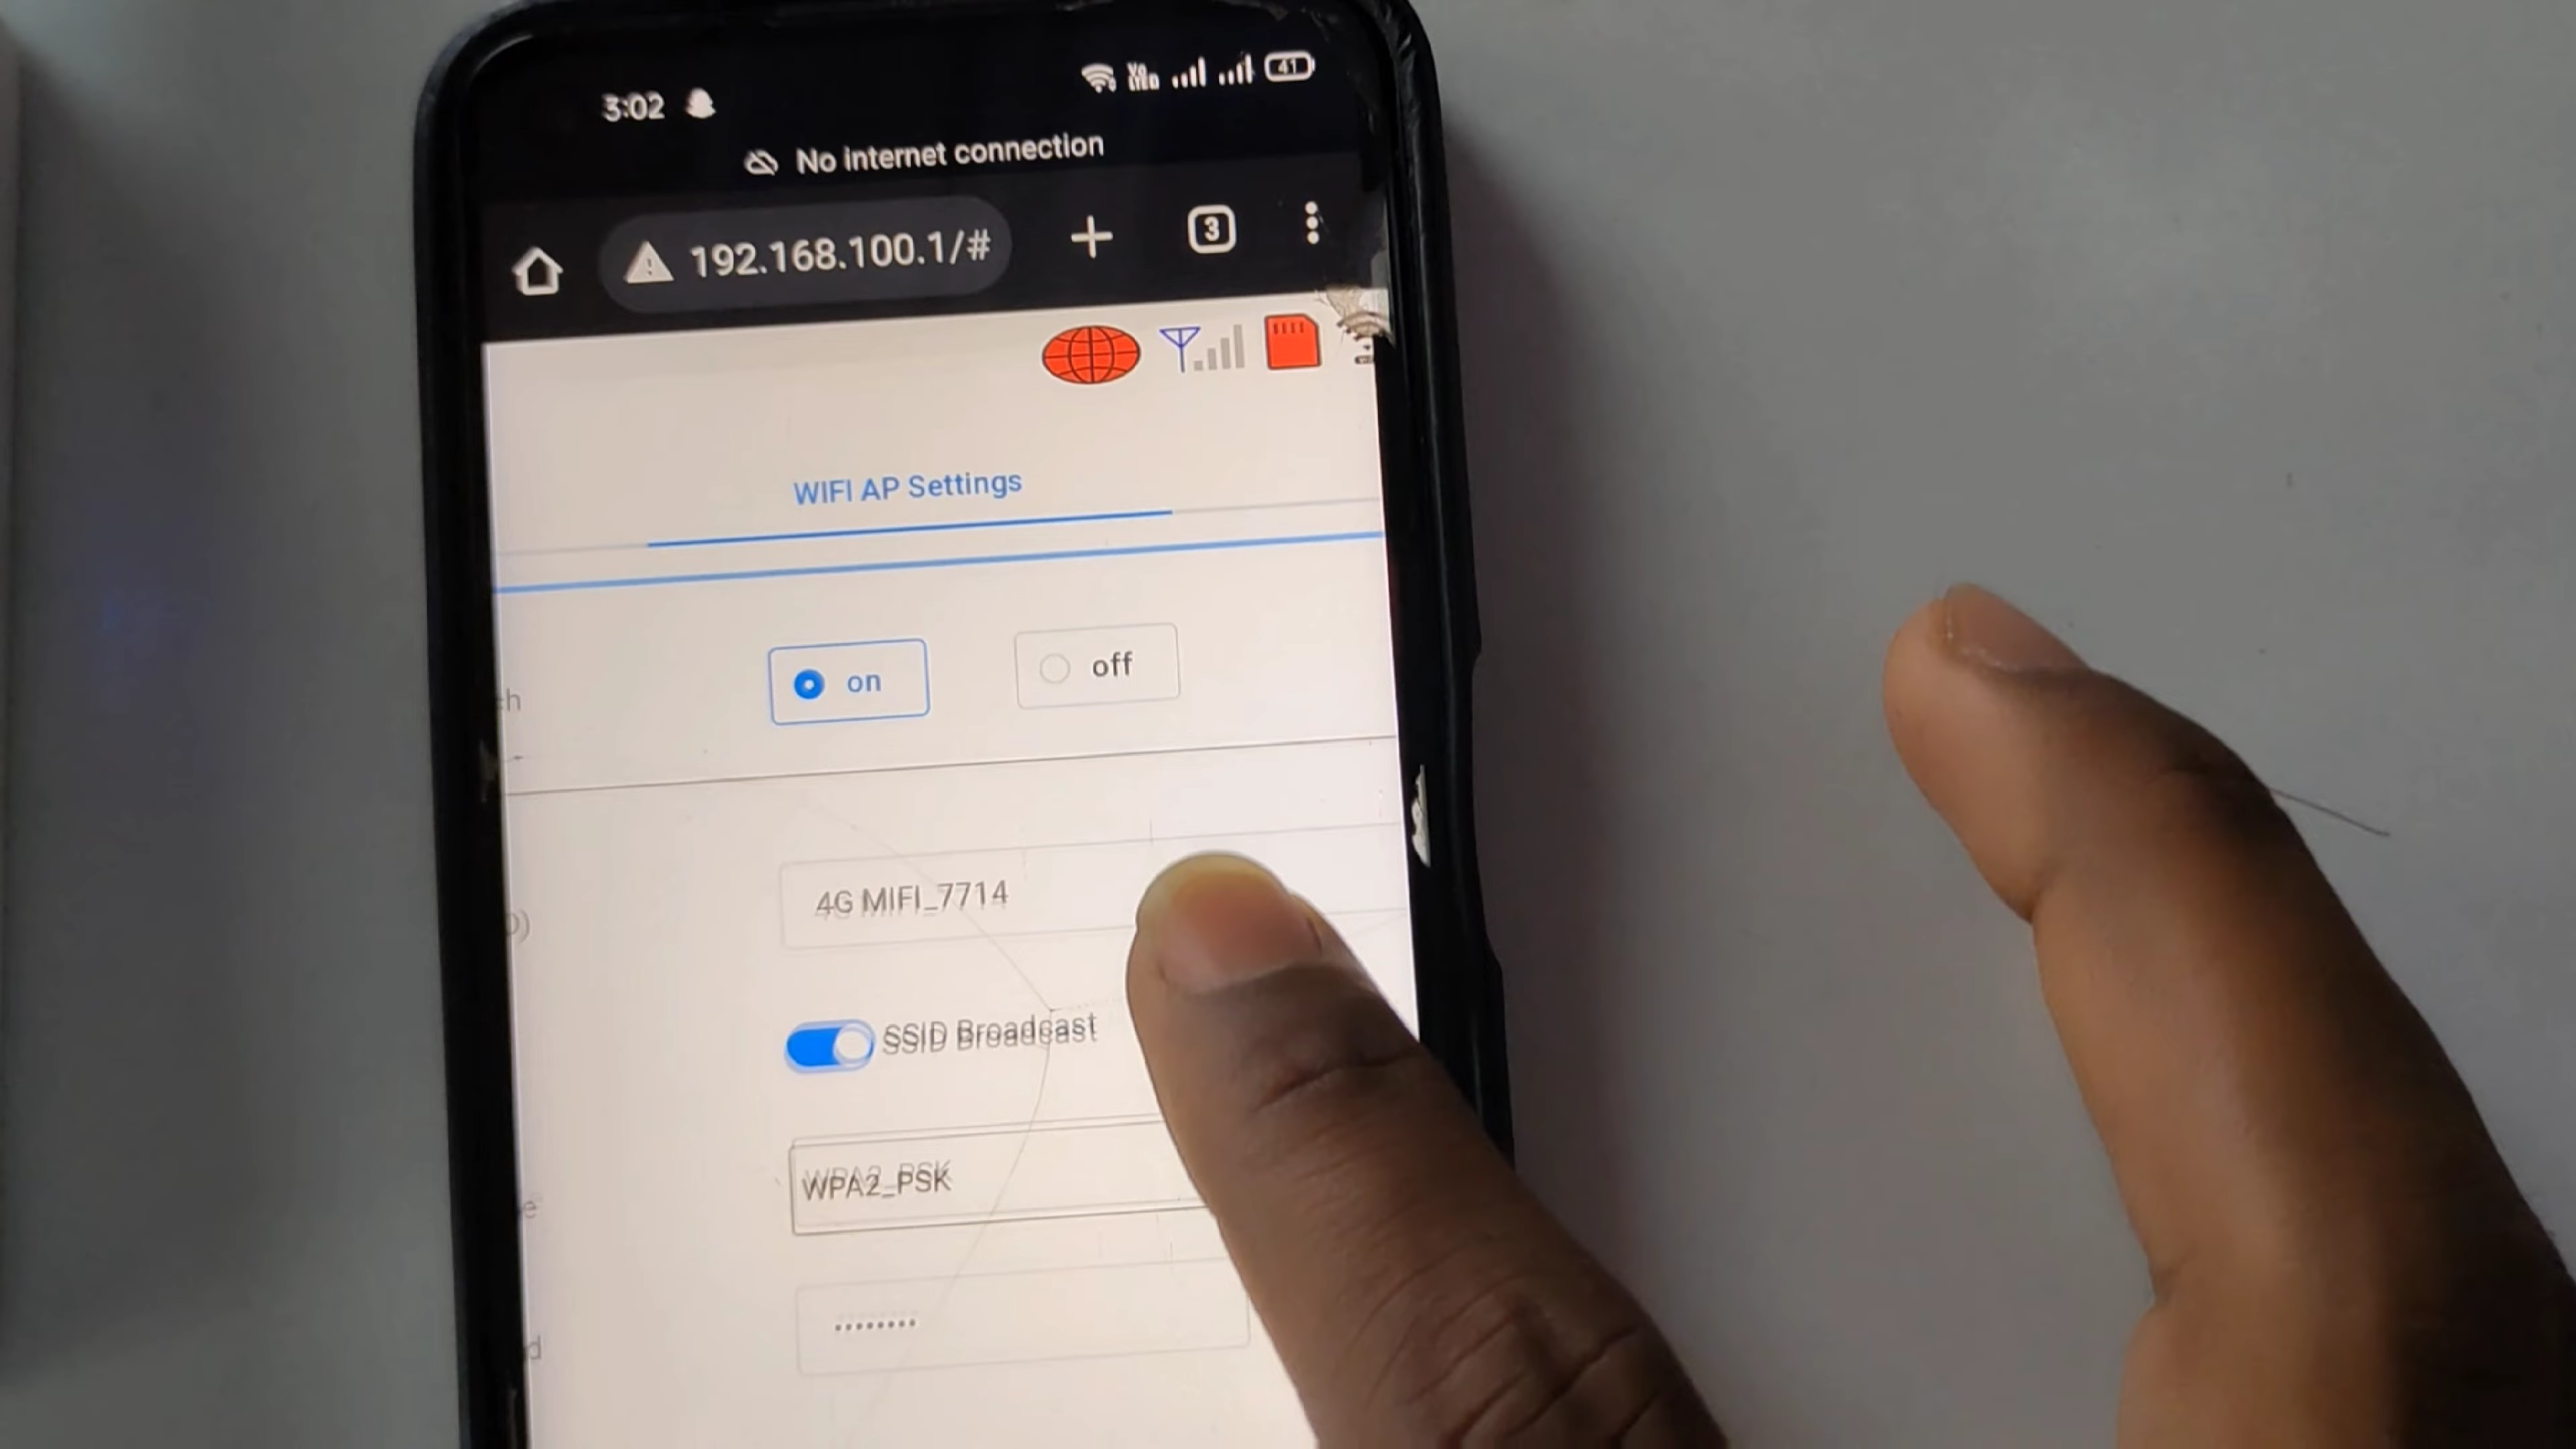 3:02
41
No internet connection
192.168.100.1/#
3
WIFI AP Settings
on
off
4G MIFI_7714
SSID Broadcast
WPA2_PSK
••••••••